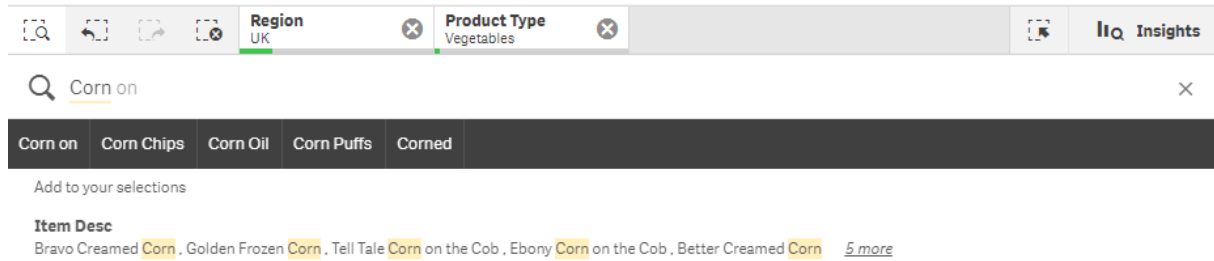 Region
UK
Product Type
Vegetables
Insights
Corn on
Corn on Corn Chips Corn Oil Corn Puffs Corned
Add to your selections
Item Desc
Bravo Creamed Corn , Golden Frozen Corn , Tell Tale Corn on the Cob , Ebony Corn on the Cob , Better Creamed Corn 5 more